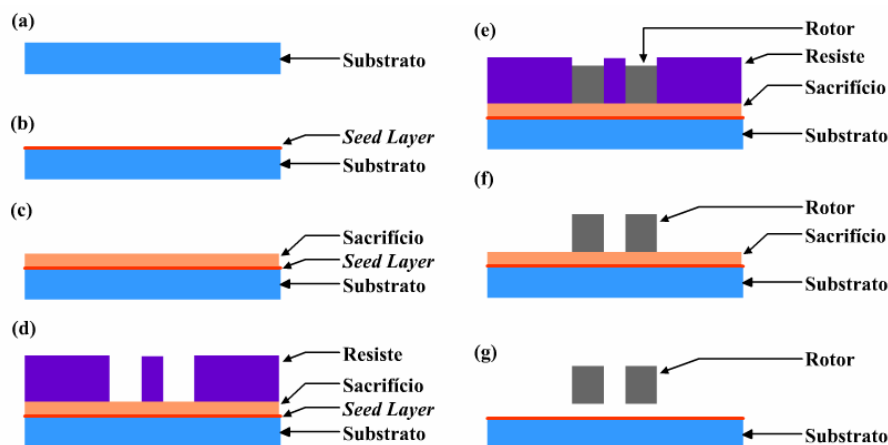 (a)
Substrato
(b)
Seed Layer
Substrato
(c)
Sacrifício
Seed Layer
Substrato
(d)
Resiste
Sacrifício
Seed Layer
Substrato
(e)
Rotor
Resiste
Sacrifício
Substrato
(f)
Rotor
Sacrifício
Substrato
(g)
Rotor
Substrato